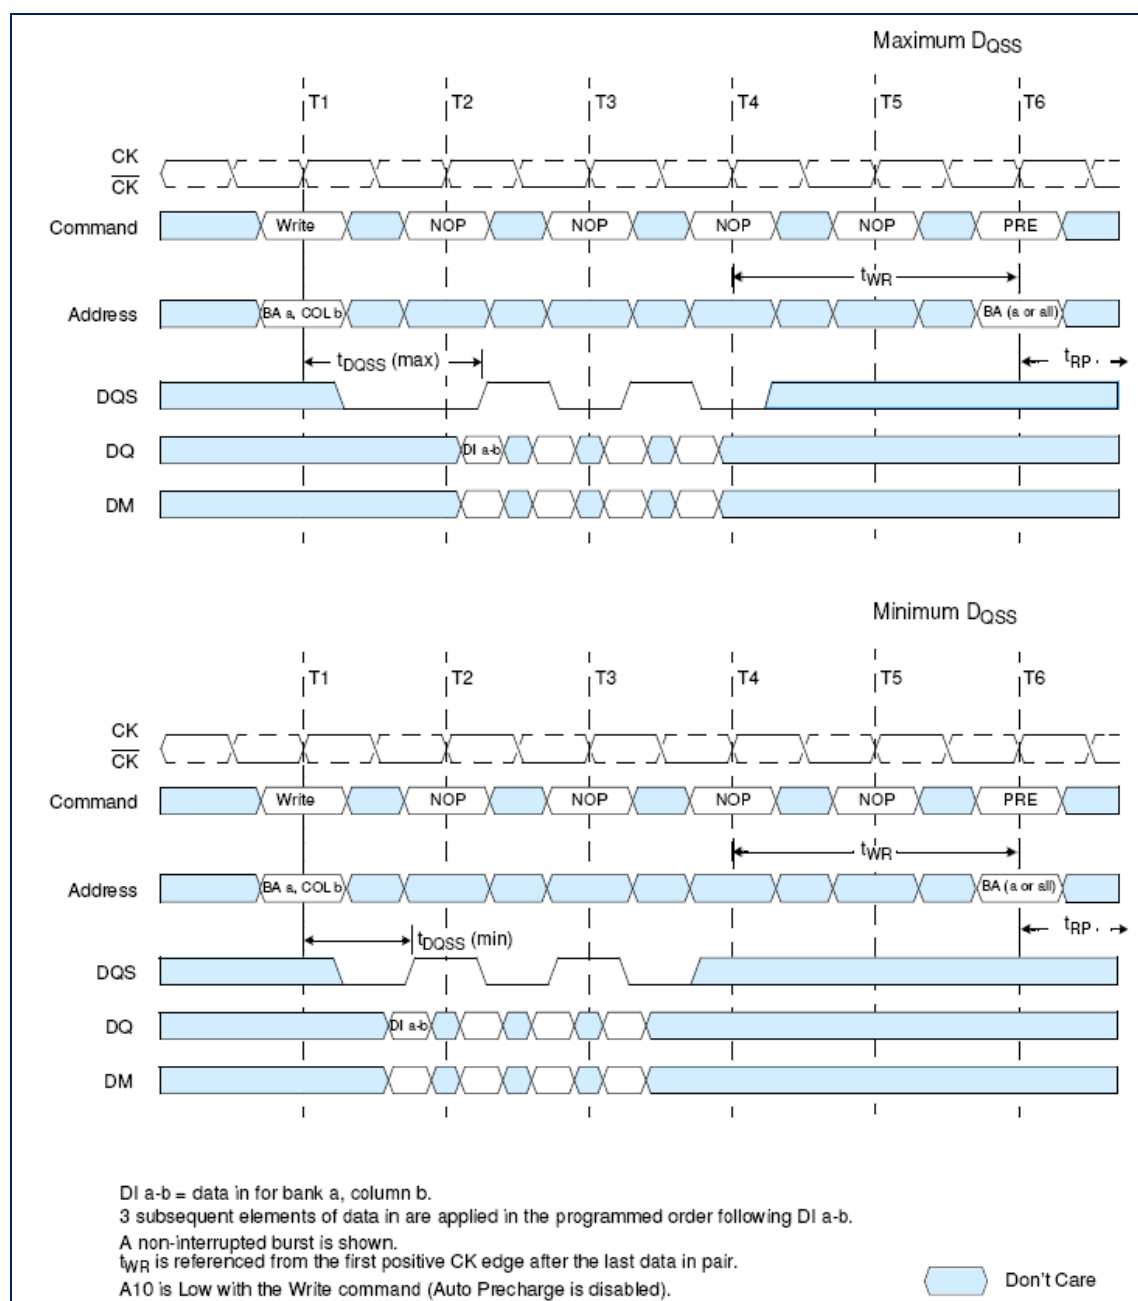 Maximum DQSS
T1 T2 T3 T4 T5 T6
CK
CK
Command Write NOP NOP NOP NOP PRE
tWR
Address BA a, COL b BA (a or all)
tDQSS (max) tRP
DQS
DQ DI a-b
DM
Minimum DQSS
T1 T2 T3 T4 T5 T6
CK
CK
Command Write NOP NOP NOP NOP PRE
tWR
Address BA a, COL b BA (a or all)
tDQSS (min) tRP
DQS
DQ DI a-b
DM
DI a-b = data in for bank a, column b.
3 subsequent elements of data in are applied in the programmed order following DI a-b.
A non-interrupted burst is shown.
tWR is referenced from the first positive CK edge after the last data in pair.
A10 is Low with the Write command (Auto Precharge is disabled).
Don't Care